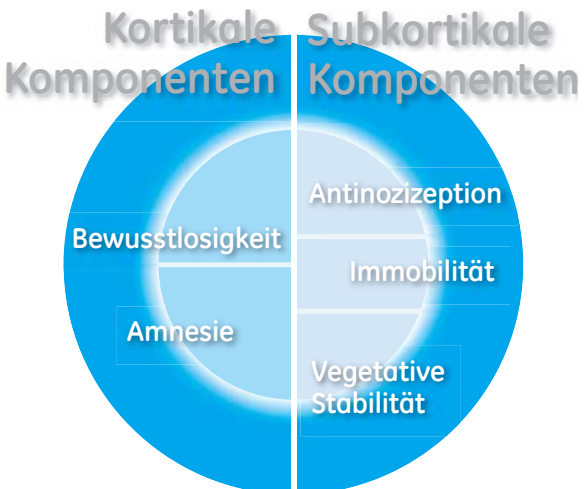 Kortikale
Komponenten
Subkortikale
Komponenten
Bewusstlosigkeit
Amnesie
Antinozizeption
Immobilität
Vegetative
Stabilität